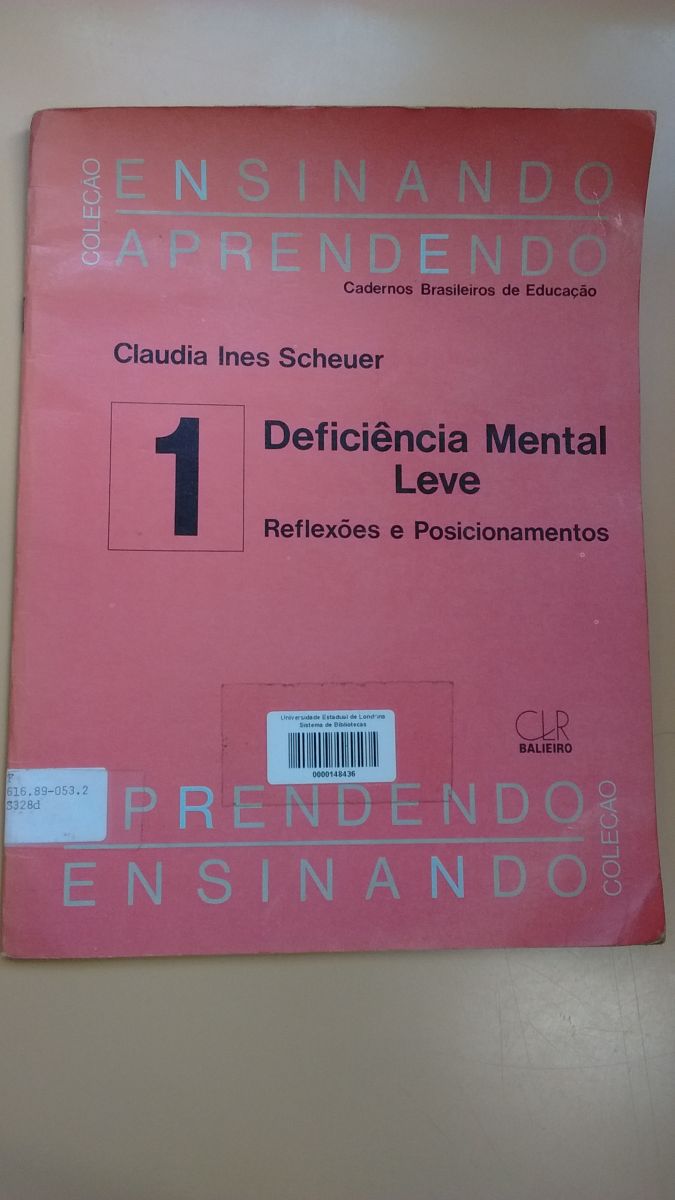 COLEÇÃO
ENSINANDO
APRENDENDO
Cadernos Brasileiros de Educação
Claudia Ines Scheuer
1
Deficiência Mental
Leve
Reflexões e Posicionamentos
CLR
BALIEIRO
Universidade Estadual de Londrina
Sistema de Bibliotecas
0000148436
F
616.89-053.2
S328d
PRENDENDO
ENSINANDO
COLEÇÃO